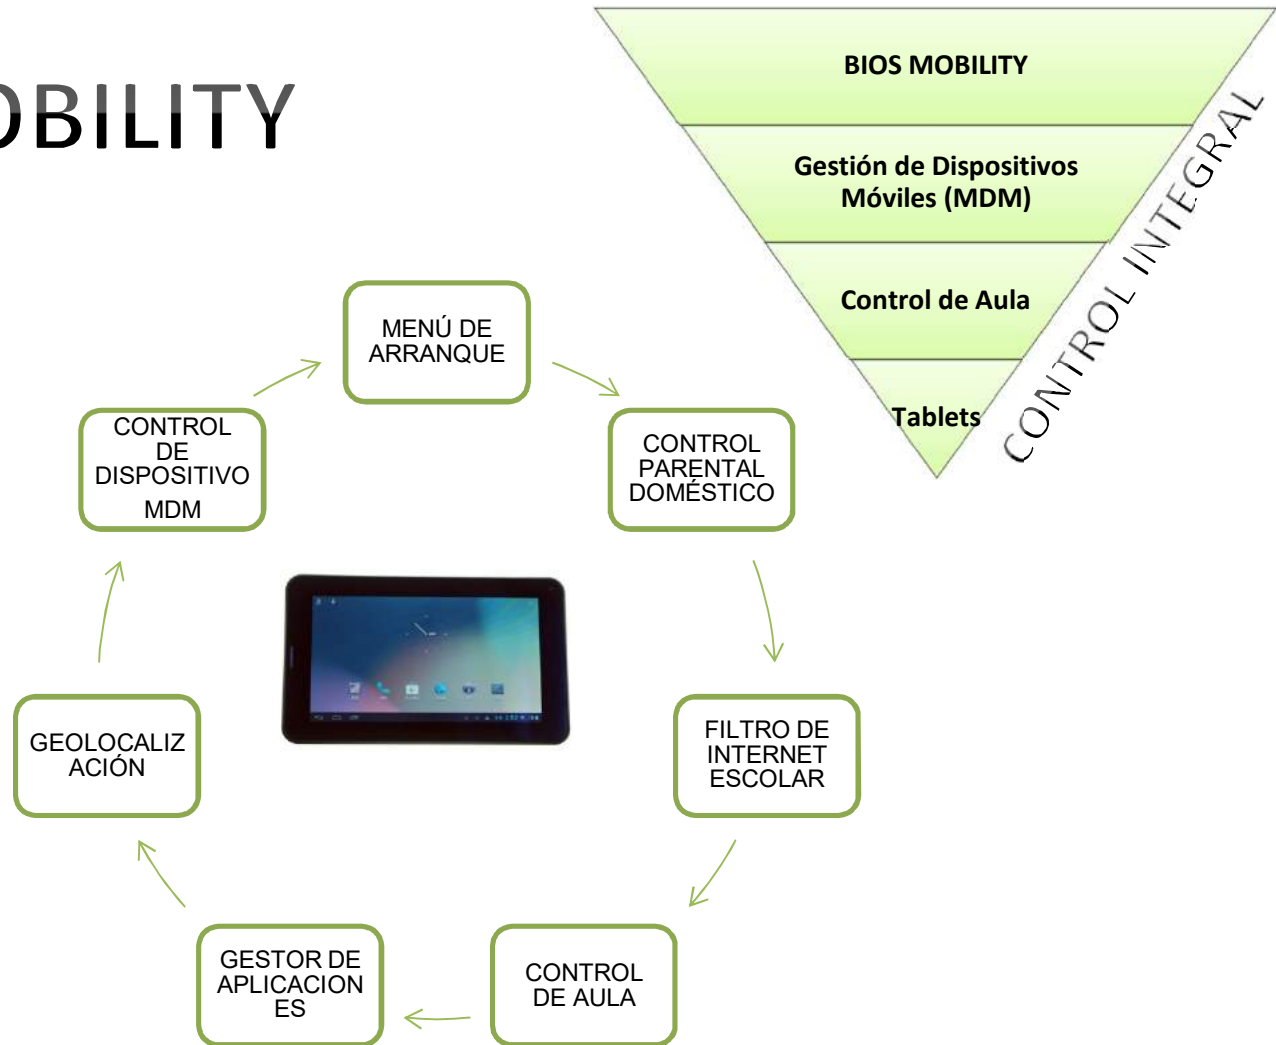 OBILITY
BIOS MOBILITY
Gestión de Dispositivos
Móviles (MDM)
Control de Aula
Tablets
CONTROL INTEGRAL
MENÚ DE
ARRANQUE
CONTROL
PARENTAL
DOMÉSTICO
FILTRO DE
INTERNET
ESCOLAR
CONTROL
DE AULA
GESTOR DE
APLICACION
ES
GEOLOCALIZ
ACIÓN
CONTROL
DE
DISPOSITIVO
MDM